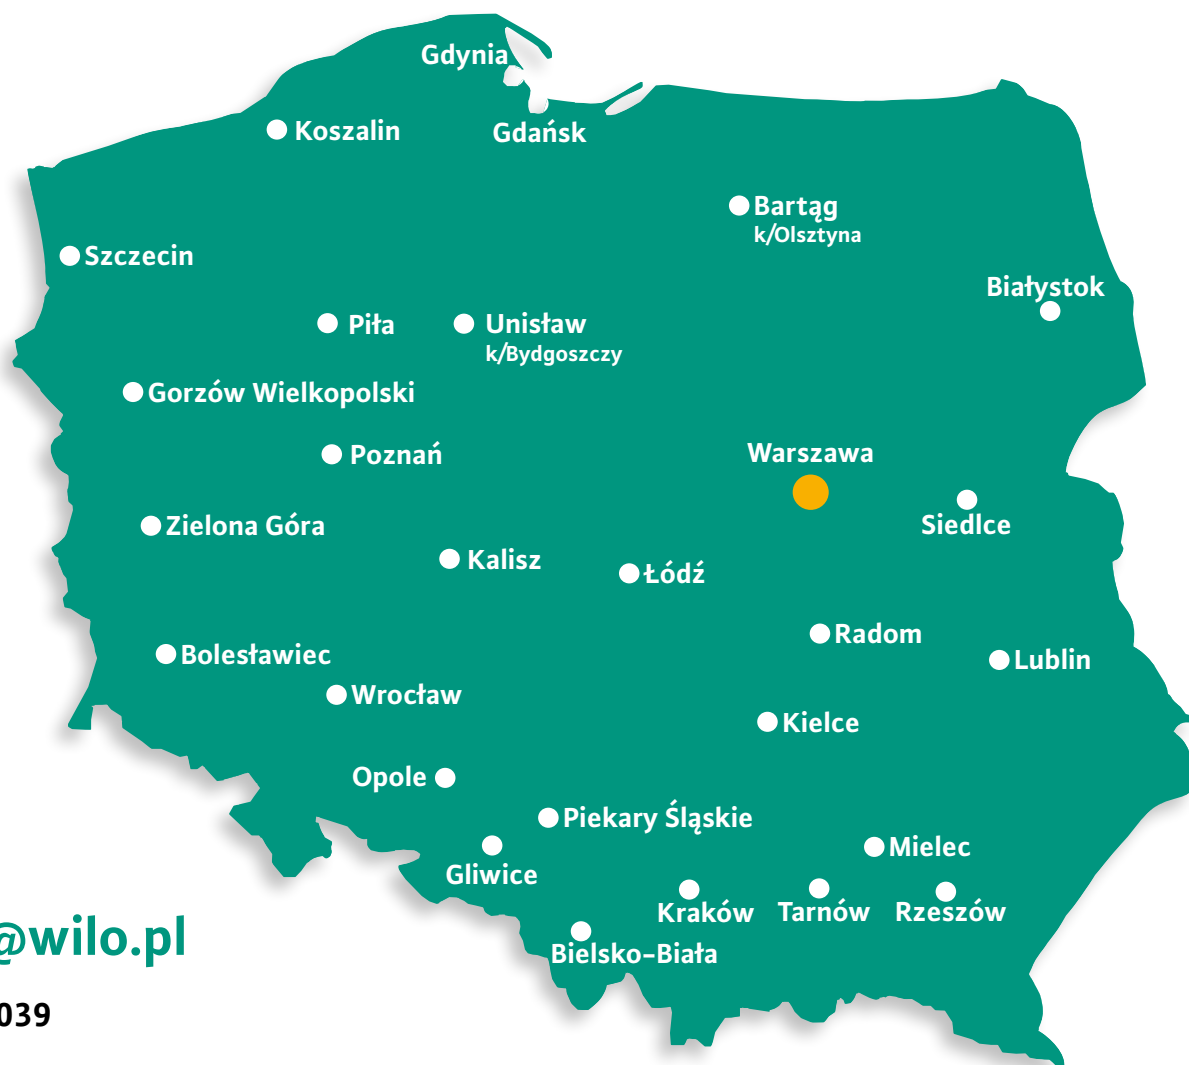 Gdynia
Koszalin
Gdańsk
Bartąg
k/Olsztyna
Szczecin
Białystok
Piła
Unisław
k/Bydgoszczy
Gorzów Wielkopolski
Poznań
Warszawa
Siedlce
Zielona Góra
Kalisz
Łódź
Radom
Bolesławiec
Lublin
Wrocław
Kielce
Opole
Piekary Śląskie
Mielec
Gliwice
Kraków
Tarnów
Rzeszów
@wilo.pl
Bielsko-Biała
039